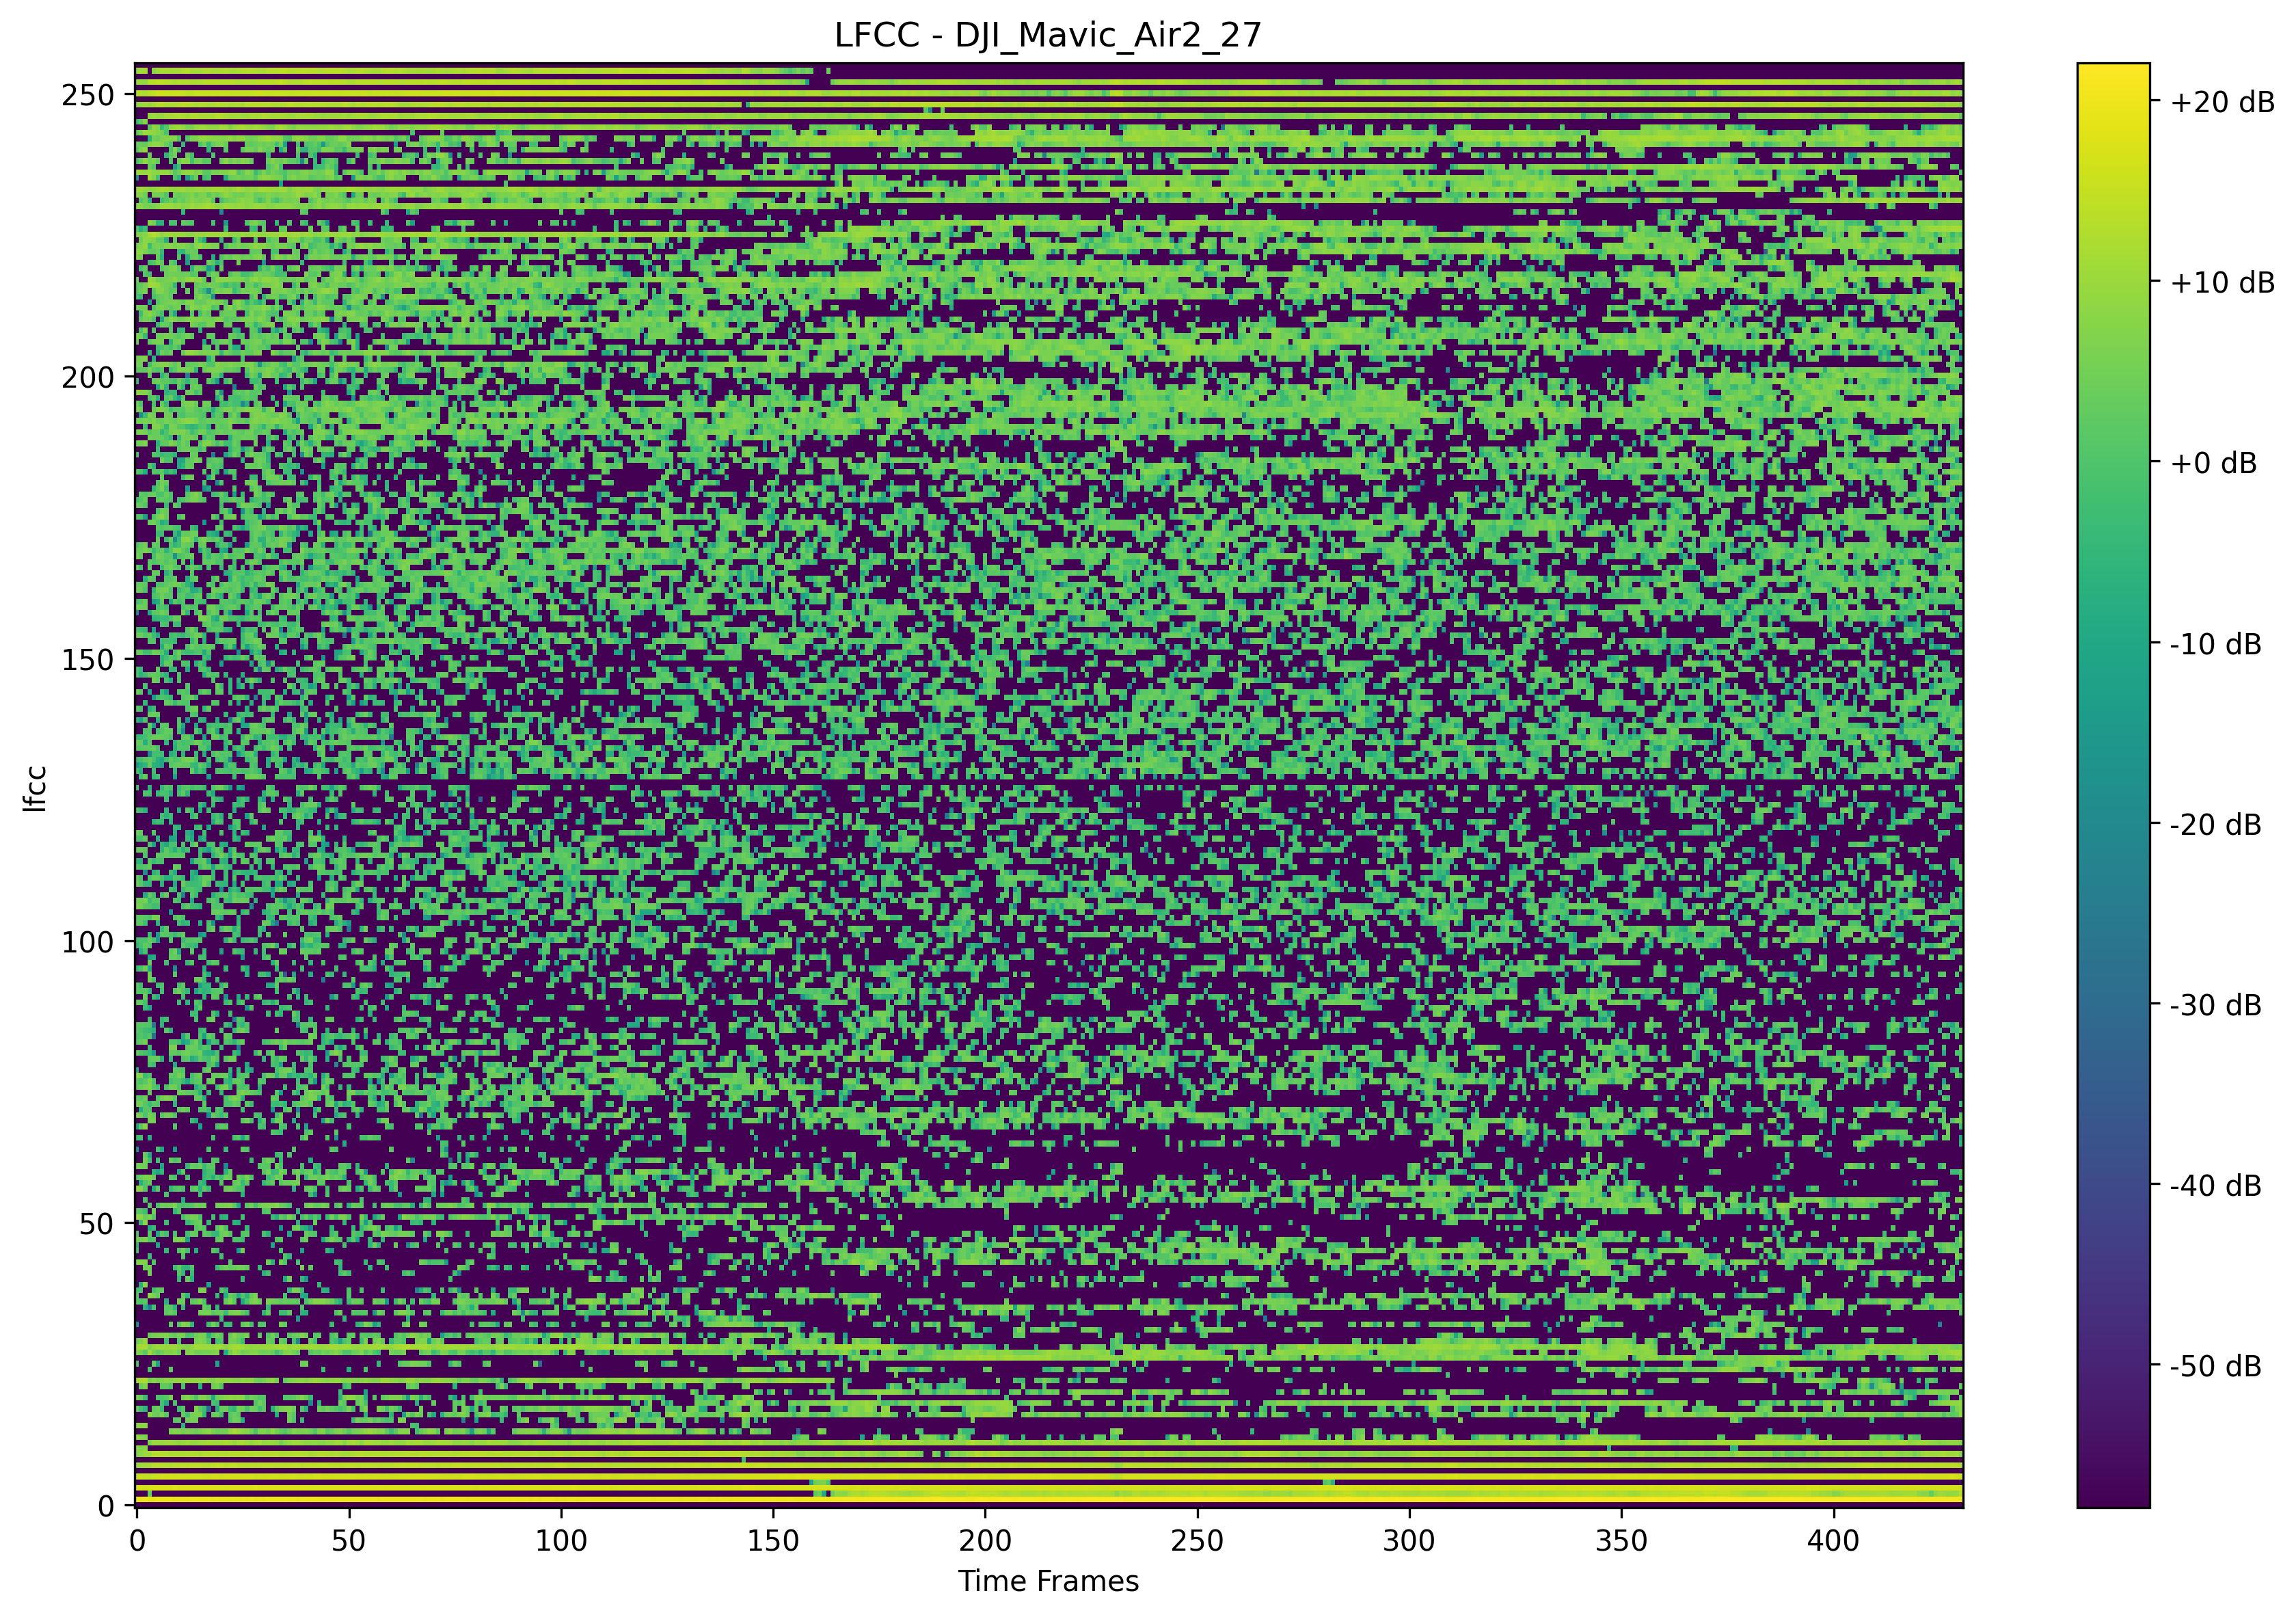 LFCC - DJI_Mavic_Air2_27
lfcc
250
200
150
100
50
0
0 50 100 150 200 250 300 350 400
Time Frames
+20 dB
+10 dB
+0 dB
-10 dB
-20 dB
-30 dB
-40 dB
-50 dB